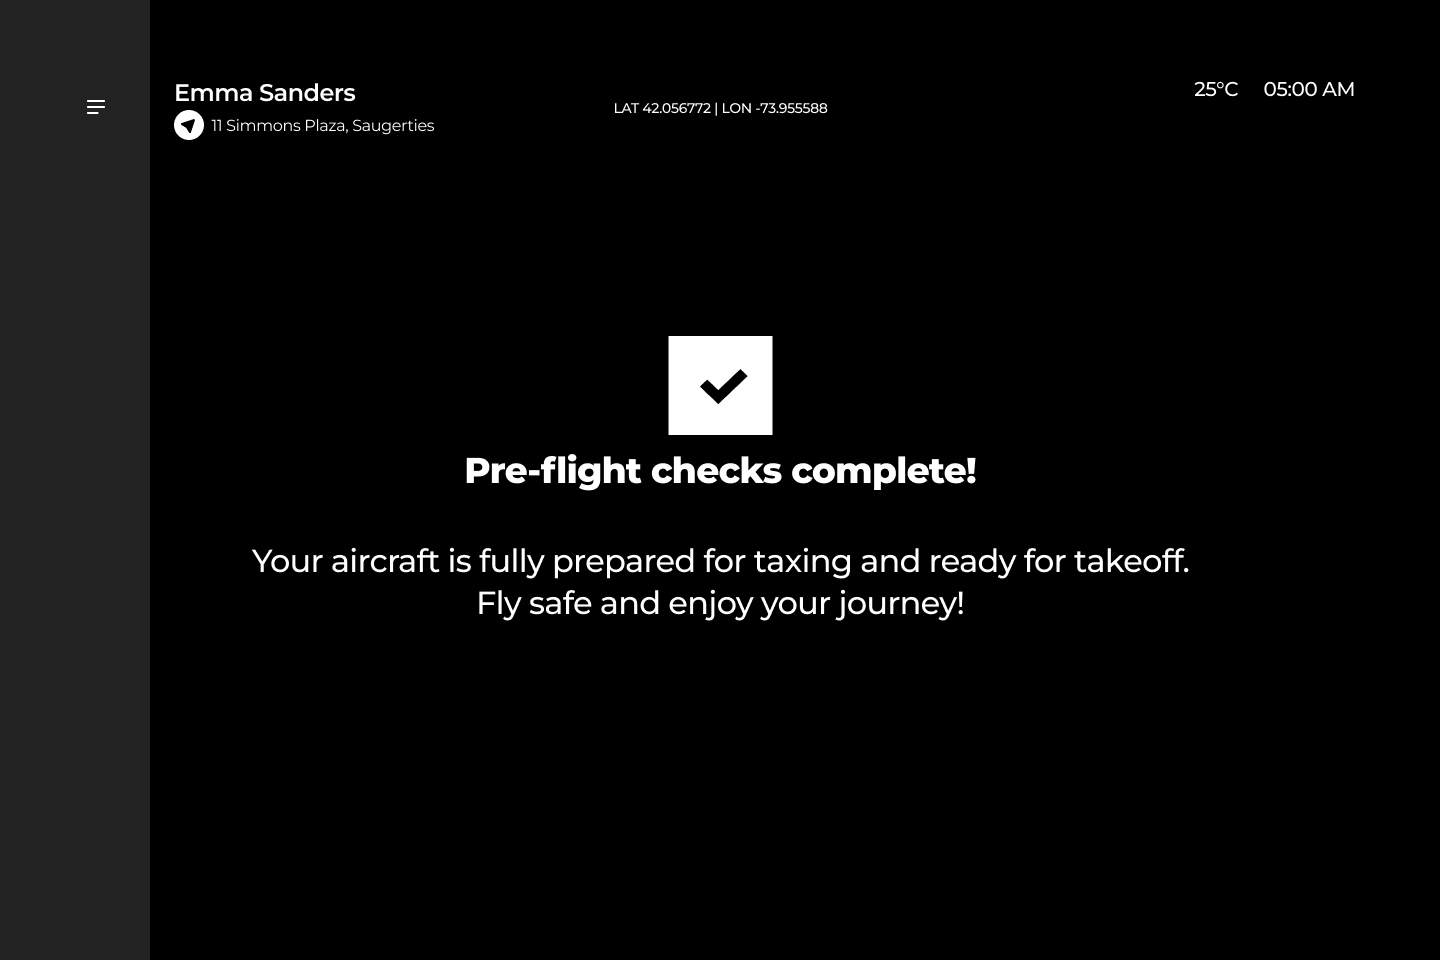 Emma Sanders
11 Simmons Plaza, Saugerties
LAT 42.056772 | LON -73.955588
25°C 05:00 AM
Pre-flight checks complete!
Your aircraft is fully prepared for taxing and ready for takeoff.
Fly safe and enjoy your journey!